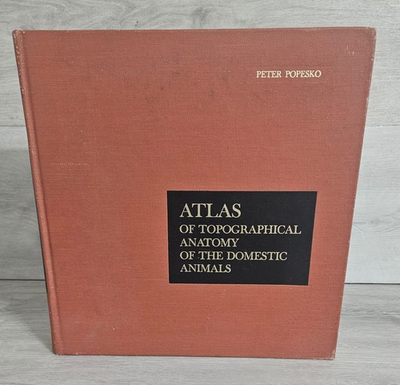 PETER POPESKO
ATLAS
OF TOPOGRAPHICAL
ANATOMY
OF THE DOMESTIC
ANIMALS